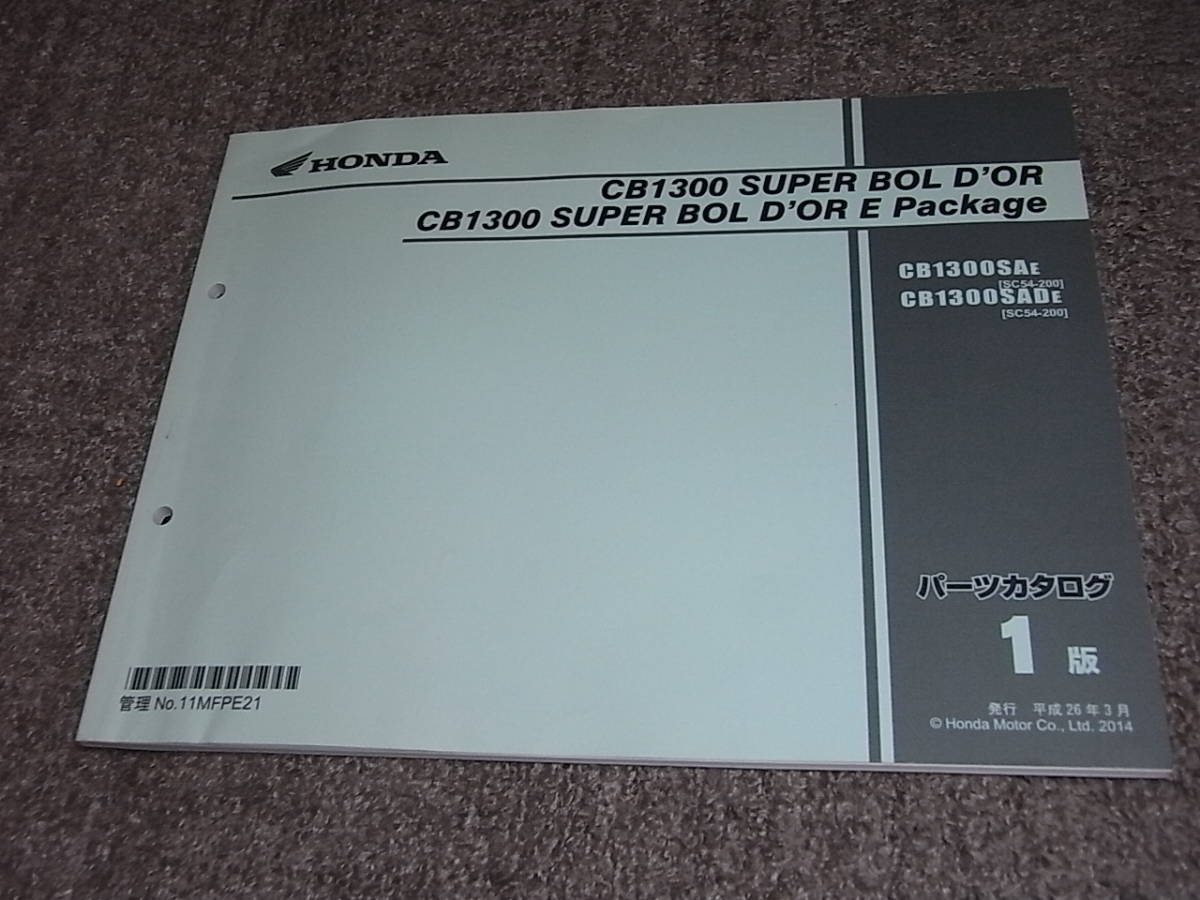 HONDA
CB1300 SUPER BOL D'OR
CB1300 SUPER BOL D'OR E Package
CB1300SAE
[SC54-200]
CB1300SADE
[SC54-200]
パーツカタログ
1 版
発行 平成26年3月
© Honda Motor Co., Ltd. 2014
管理 No.11MFPE21